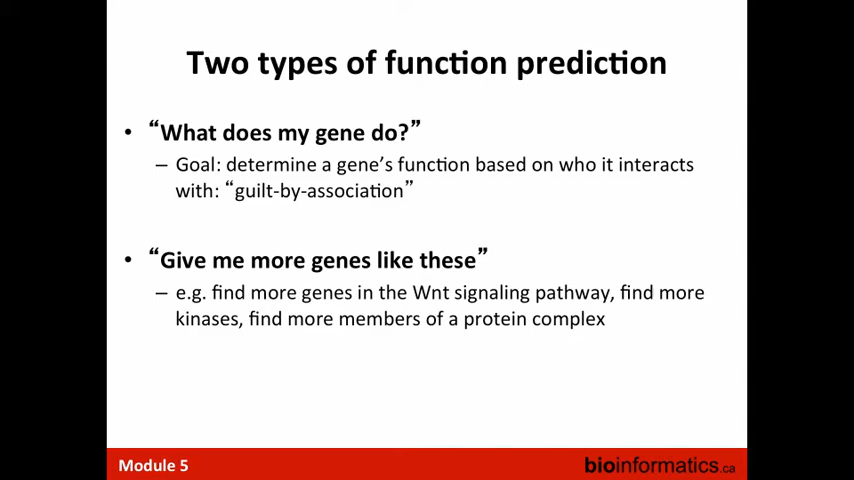 Two types of function prediction
• “What does my gene do?”
– Goal: determine a gene’s function based on who it interacts
with: “guilt-by-association”
• “Give me more genes like these”
– e.g. find more genes in the Wnt signaling pathway, find more
kinases, find more members of a protein complex
Module 5
bioinformatics.ca